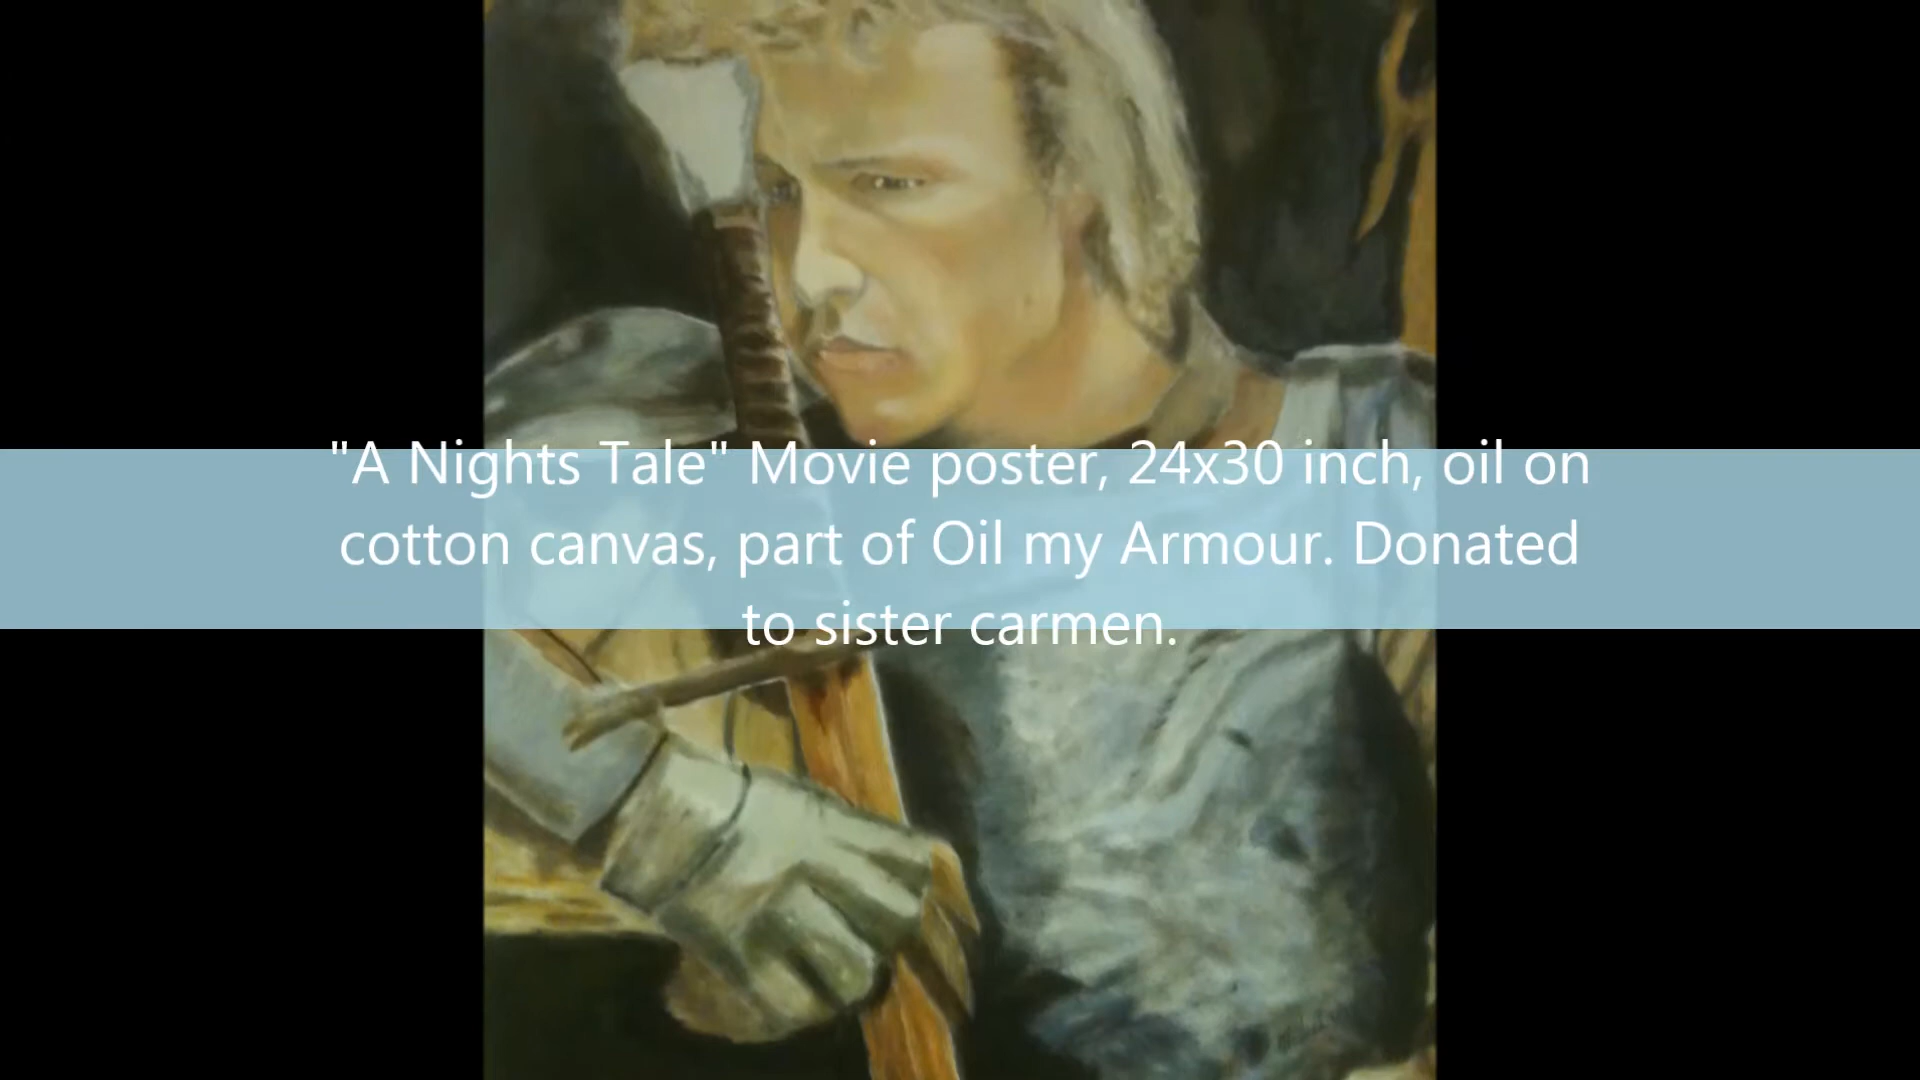 "A Nights Tale" Movie poster, 24x30 inch, oil on
cotton canvas, part of Oil my Armour. Donated
to sister carmen.